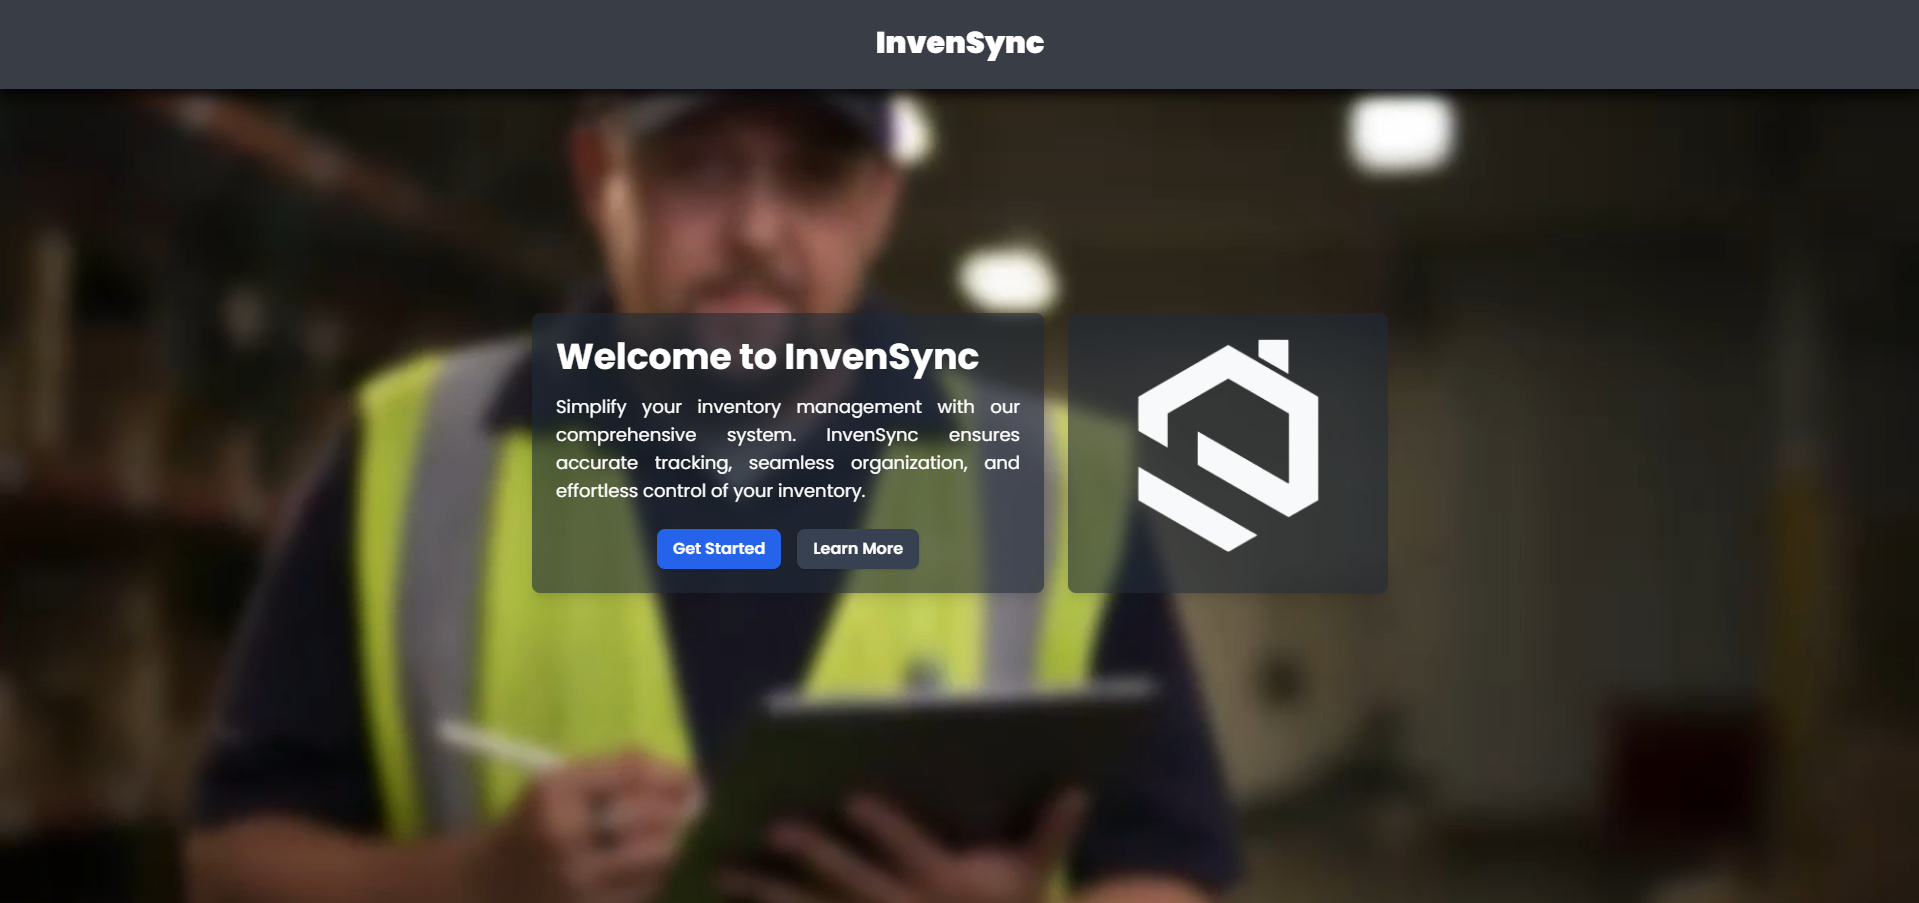 InvenSync
Welcome to InvenSync
Simplify your inventory management with our
comprehensive system. InvenSync ensures
accurate tracking, seamless organization, and
effortless control of your inventory.
Get Started
Learn More